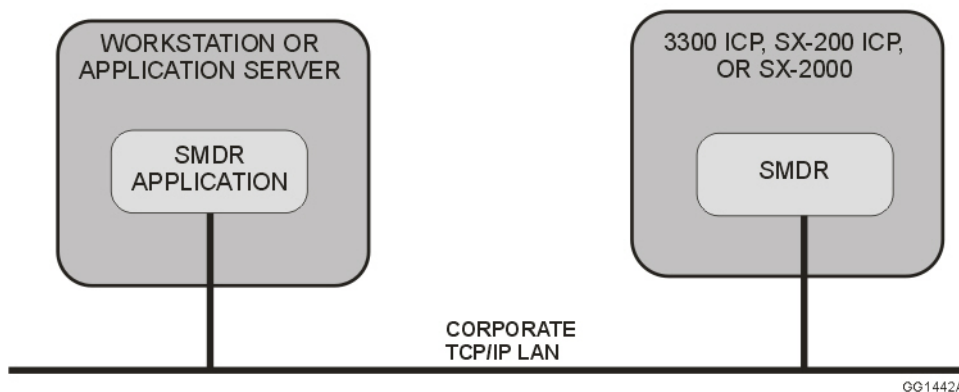 WORKSTATION OR
APPLICATION SERVER
SMDR
APPLICATION
3300 ICP, SX-200 ICP,
OR SX-2000
SMDR
CORPORATE
TCP/IP LAN
GG1442A